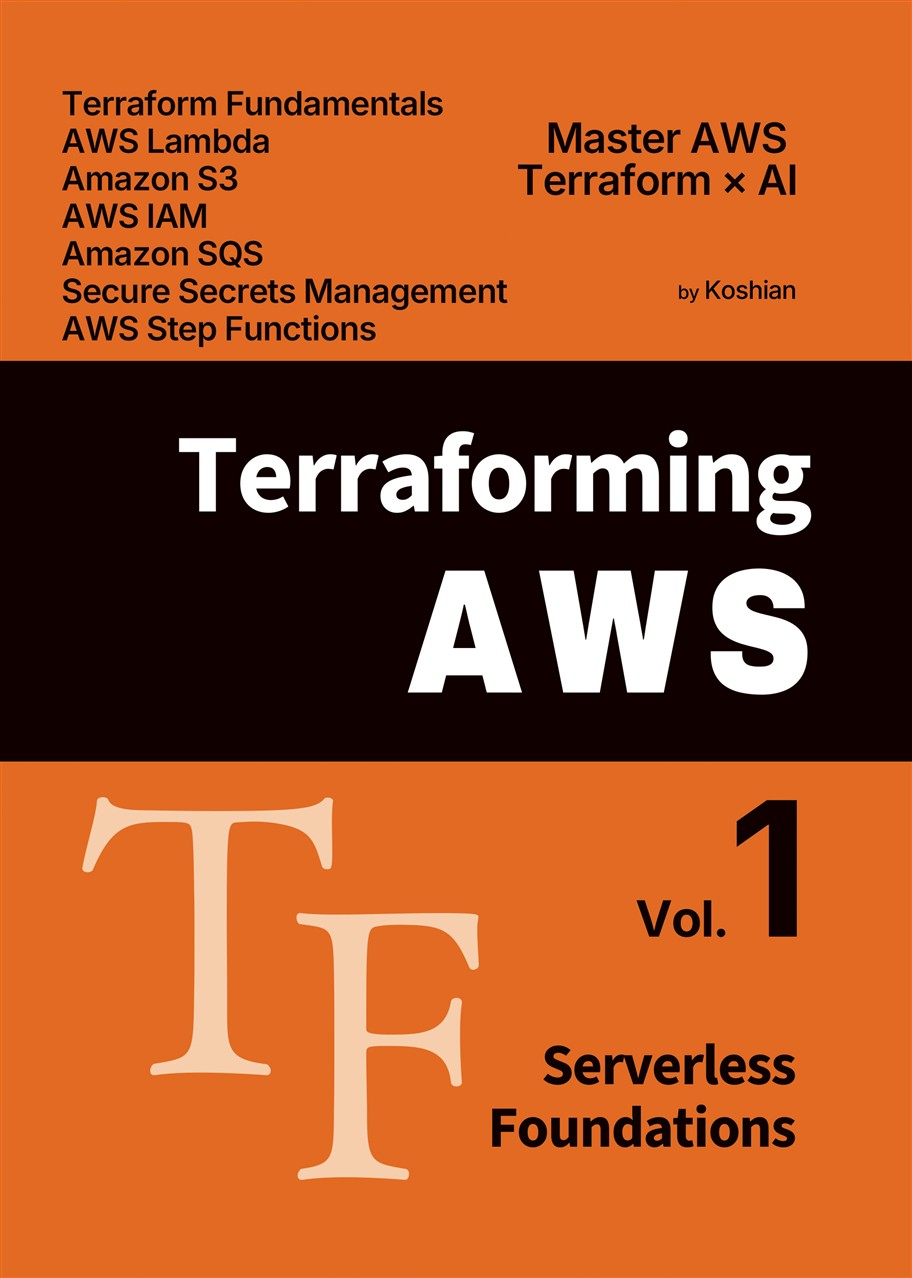 Terraform Fundamentals
AWS Lambda
Amazon S3
AWS IAM
Amazon SQS
Secure Secrets Management
AWS Step Functions
Master AWS
Terraform × AI
by Koshian
Terraforming
AWS
TF
Vol. 1
Serverless
Foundations